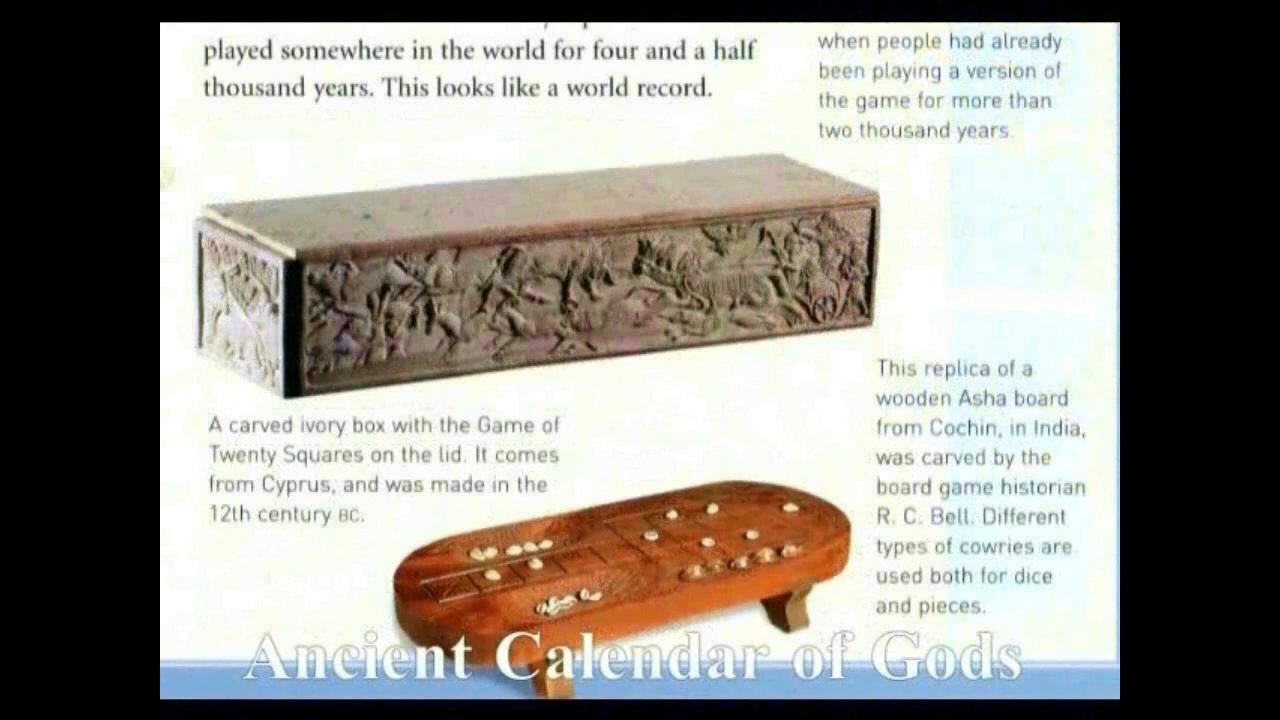 played somewhere in the world for four and a half
thousand years. This looks like a world record.
when people had already
been playing a version of
the game for more than
two thousand years.
A carved ivory box with the Game of
Twenty Squares on the lid. It comes
from Cyprus, and was made in the
12th century BC.
This replica of a
wooden Asha board
from Cochin, in India,
was carved by the
board game historian
R. C. Bell. Different
types of cowries are
used both for dice
and pieces.
Ancient Calendar of Gods